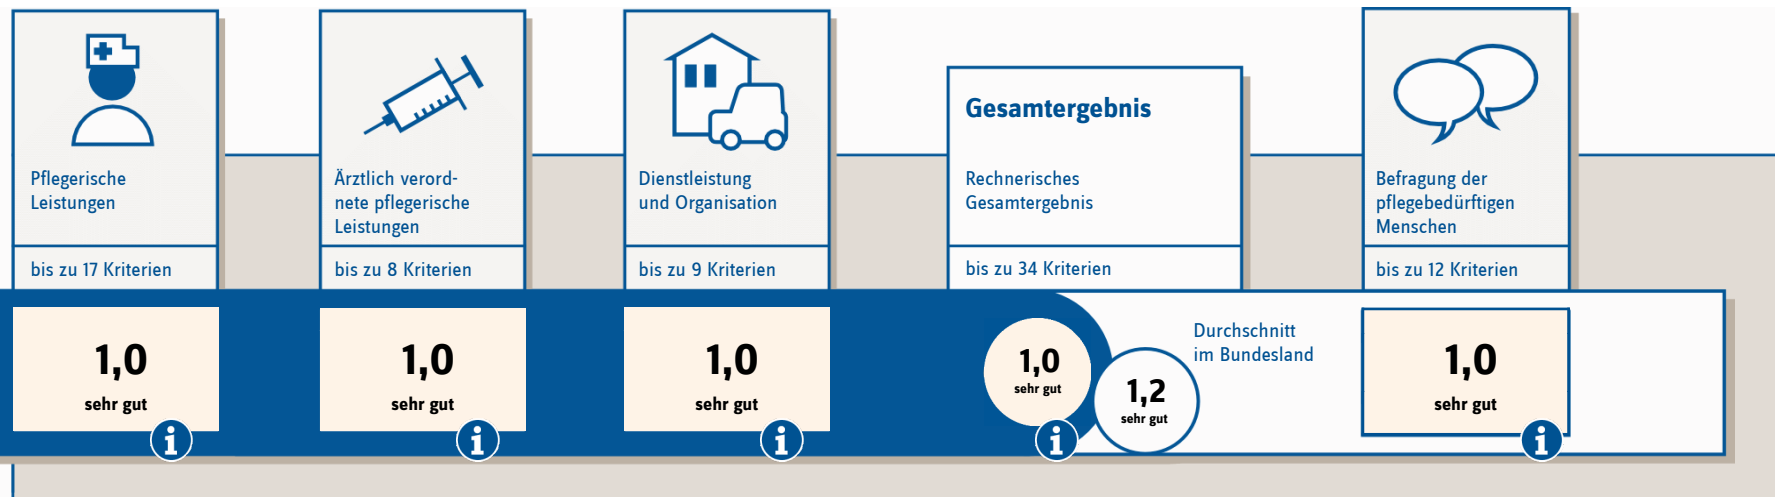 Pflegerische
Leistungen
bis zu 17 Kriterien
1,0
sehr gut
i
Ärztlich verord-
nete pflegerische
Leistungen
bis zu 8 Kriterien
1,0
sehr gut
i
Dienstleistung
und Organisation
bis zu 9 Kriterien
1,0
sehr gut
i
Gesamtergebnis
Rechnerisches
Gesamtergebnis
bis zu 34 Kriterien
1,0
sehr gut
i
Durchschnitt
im Bundesland
1,2
sehr gut
Befragung der
pflegebedürftigen
Menschen
bis zu 12 Kriterien
1,0
sehr gut
i